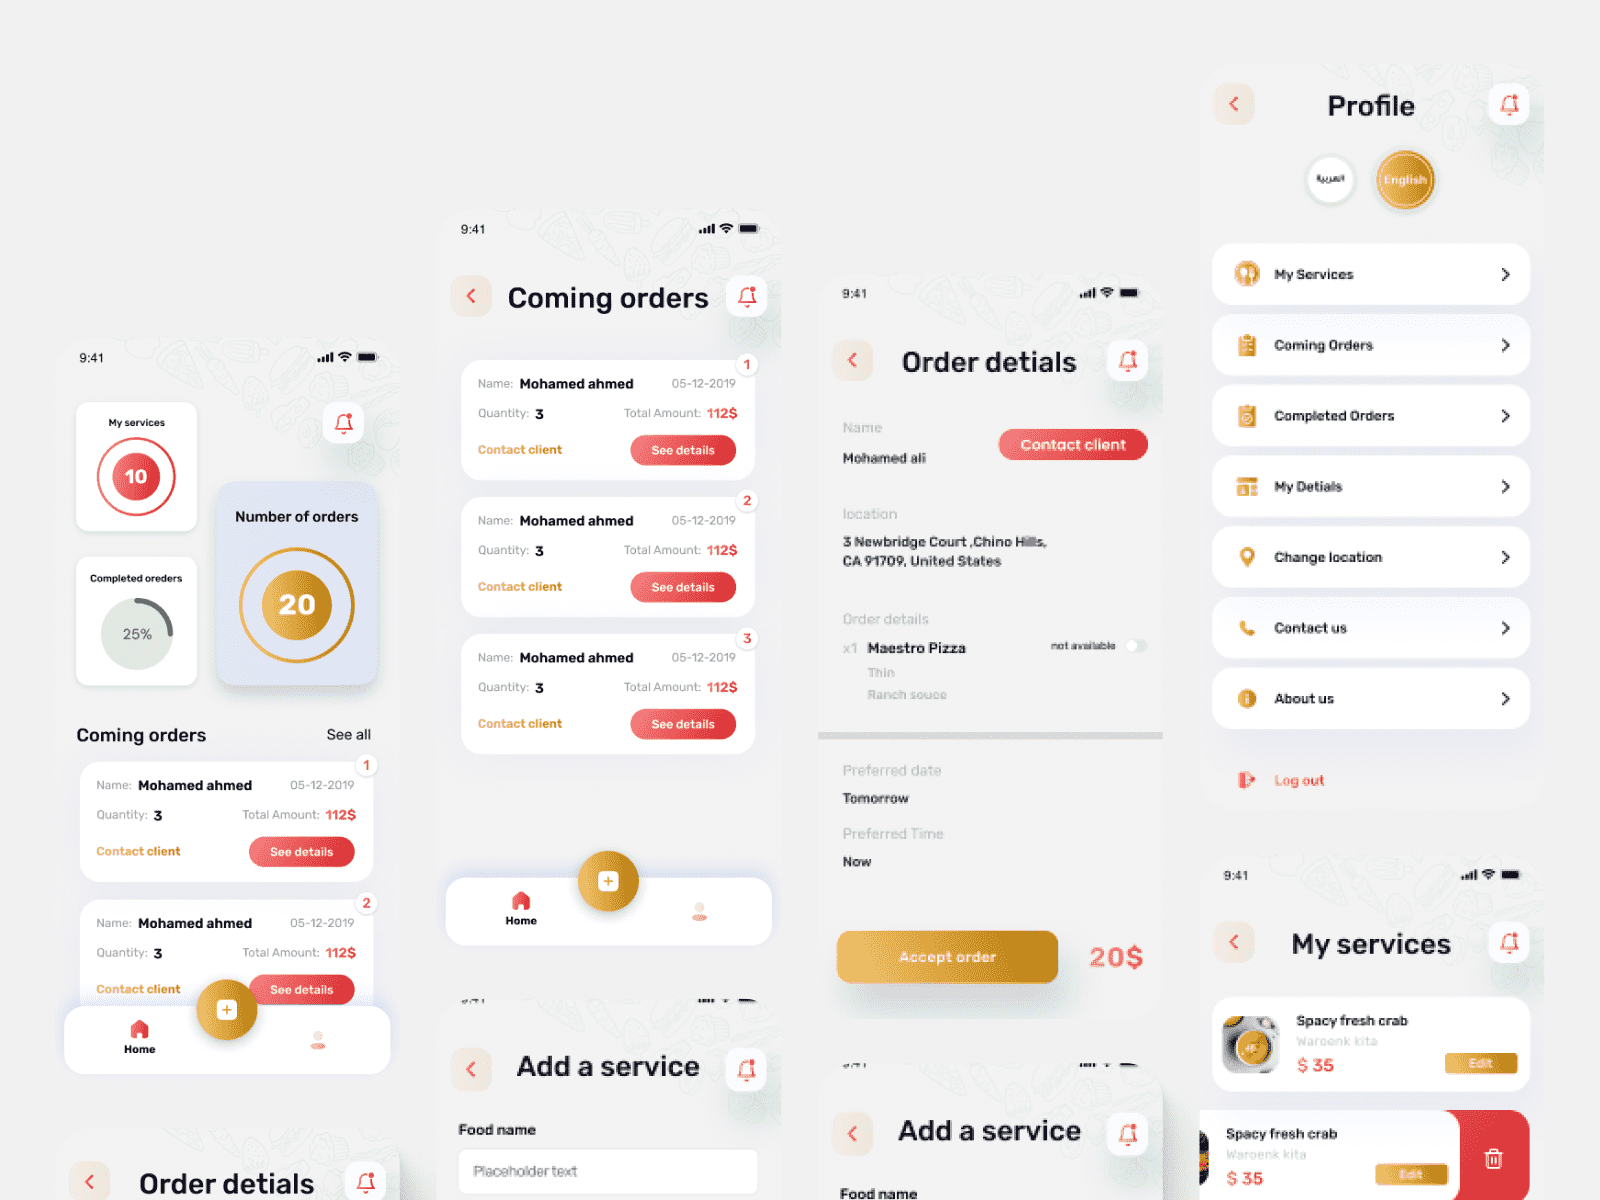 9:41
My services
10
Number of orders
20
Completed oreders
25%
Coming orders
See all
1
Name: Mohamed ahmed 05-12-2019
Quantity: 3 Total Amount: 112$
Contact client See details
2
Name: Mohamed ahmed 05-12-2019
Quantity: 3 Total Amount: 112$
Contact client See details
Home
Order detials
9:41
Coming orders
1
Name: Mohamed ahmed 05-12-2019
Quantity: 3 Total Amount: 112$
Contact client See details
2
Name: Mohamed ahmed 05-12-2019
Quantity: 3 Total Amount: 112$
Contact client See details
3
Name: Mohamed ahmed 05-12-2019
Quantity: 3 Total Amount: 112$
Contact client See details
Home
Add a service
Food name
Placeholder text
9:41
Order detials
Name
Mohamed ali
Contact client
location
3 Newbridge Court ,Chino Hills,
CA 91709, United States
Order details
x1 Maestro Pizza not available
Thin
Ranch souce
Preferred date
Tomorrow
Preferred Time
Now
Accept order 20$
Add a service
Food name
Profile
العربية English
My Services
Coming Orders
Completed Orders
My Detials
Change location
Contact us
About us
Log out
9:41
My services
Spacy fresh crab
Waroenk kita
$ 35 Edit
Spacy fresh crab
Waroenk kita
$ 35 Edit